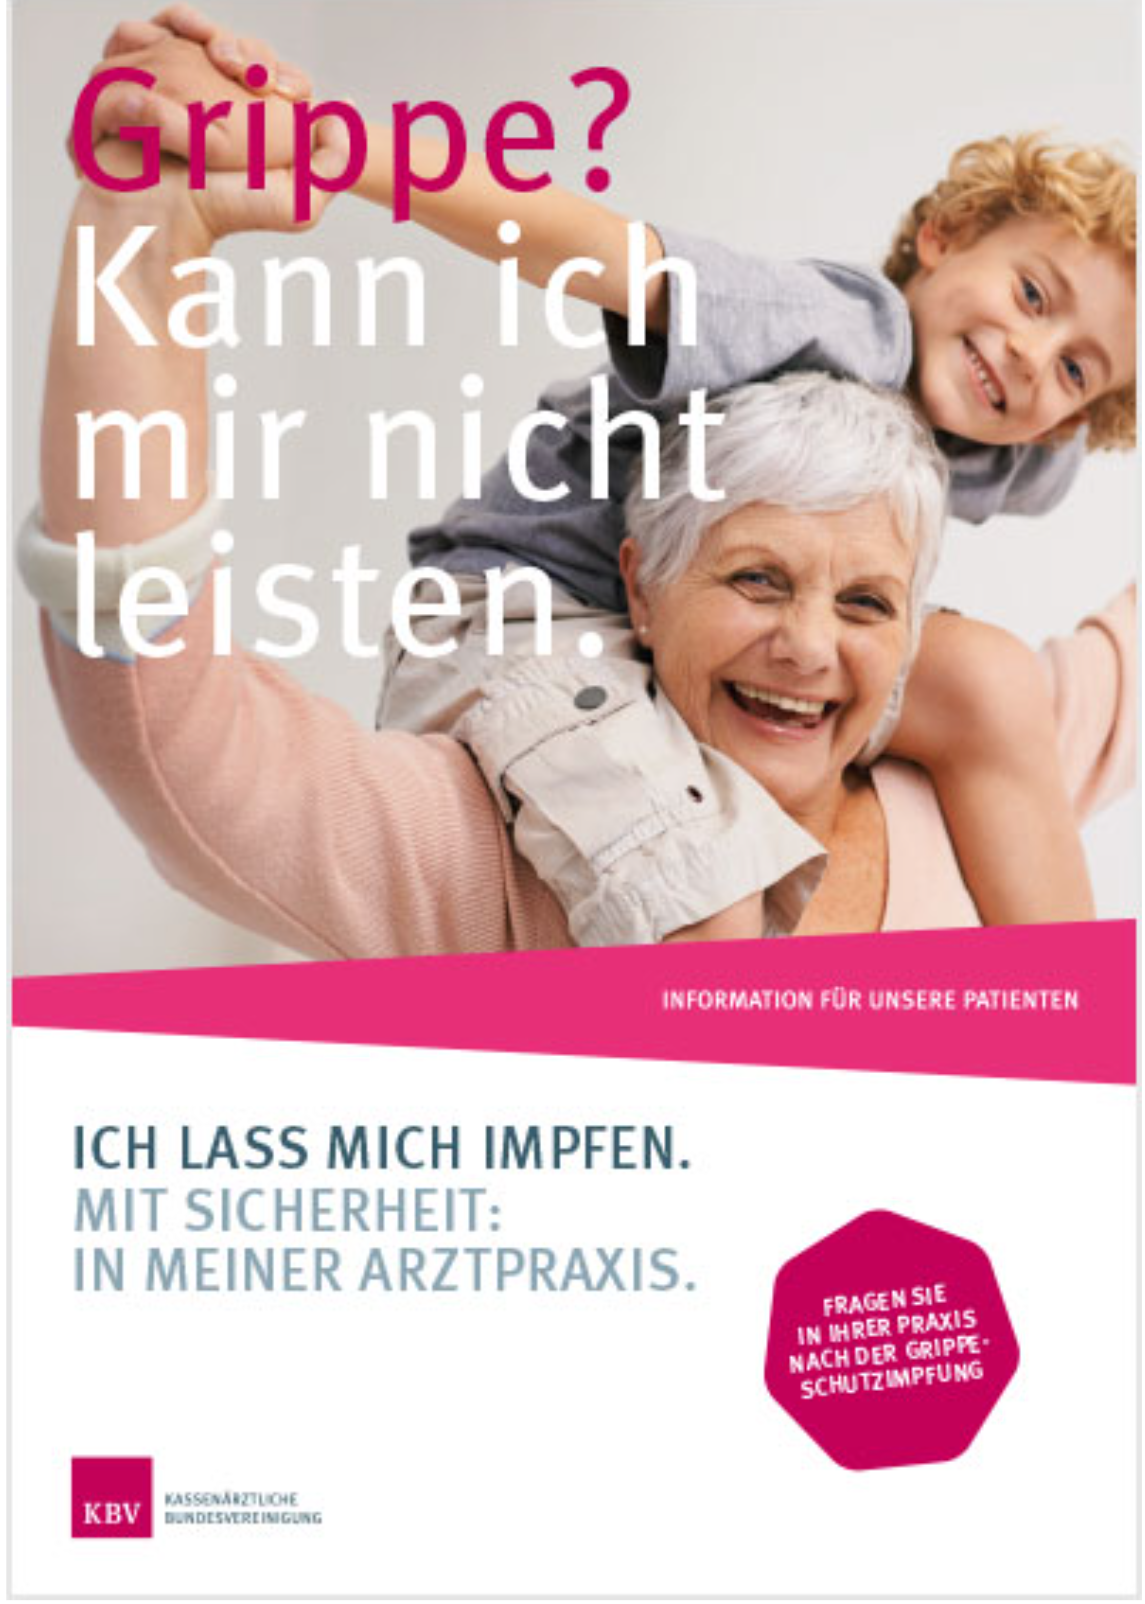 Grippe?
Kann ich
mir nicht
leisten.
INFORMATION FÜR UNSERE PATIENTEN
ICH LASS MICH IMPFEN.
MIT SICHERHEIT:
IN MEINER ARZTPRAXIS.
FRAGEN SIE
IN IHRER PRAXIS
NACH DER GRIPPE-
SCHUTZIMPFUNG
KBV
KASSENÄRZTLICHE
BUNDESVEREINIGUNG